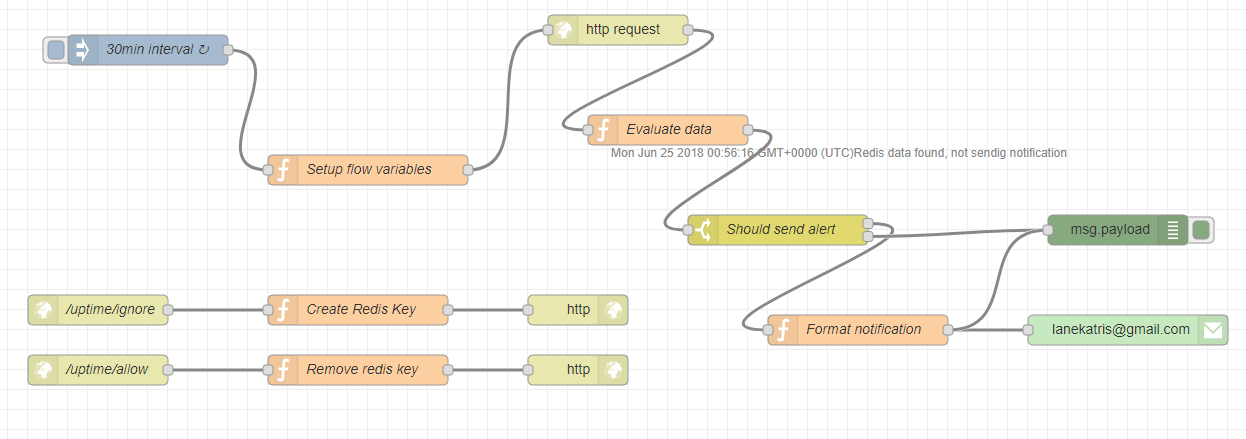 http request
30min interval ↻
Evaluate data
Mon Jun 25 2018 00:56:16 GMT+0000 (UTC)Redis data found, not sendig notification
Setup flow variables
Should send alert
msg.payload
/uptime/ignore
Create Redis Key
http
Format notification
lanekatris@gmail.com
/uptime/allow
Remove redis key
http